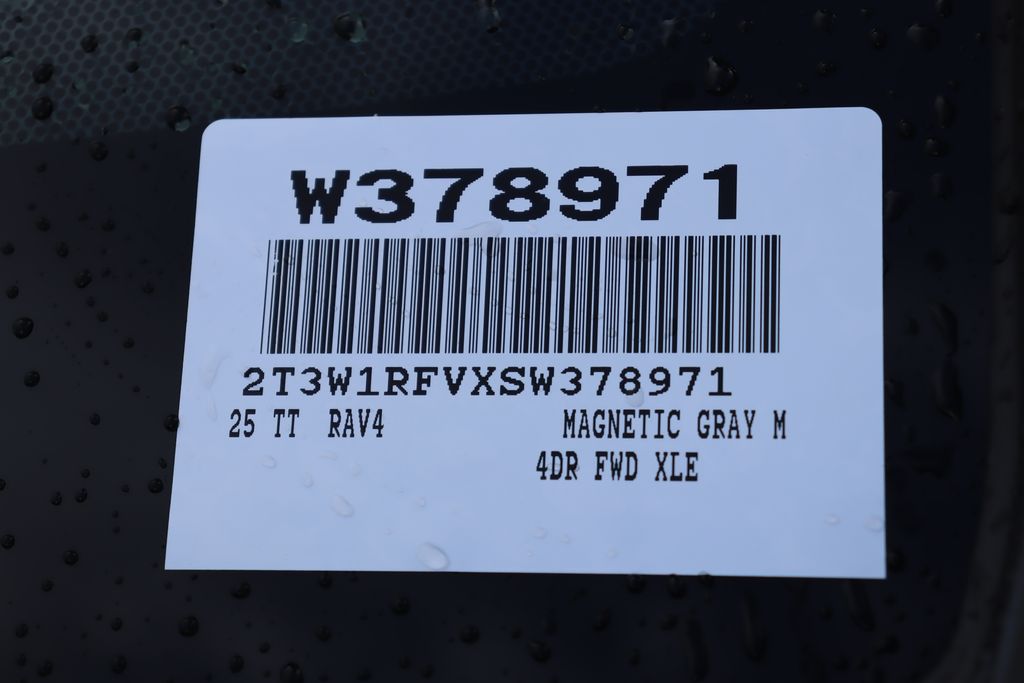 W378971
2T3W1RFVXSW378971
25 TT RAV4 MAGNETIC GRAY M
4DR FWD XLE